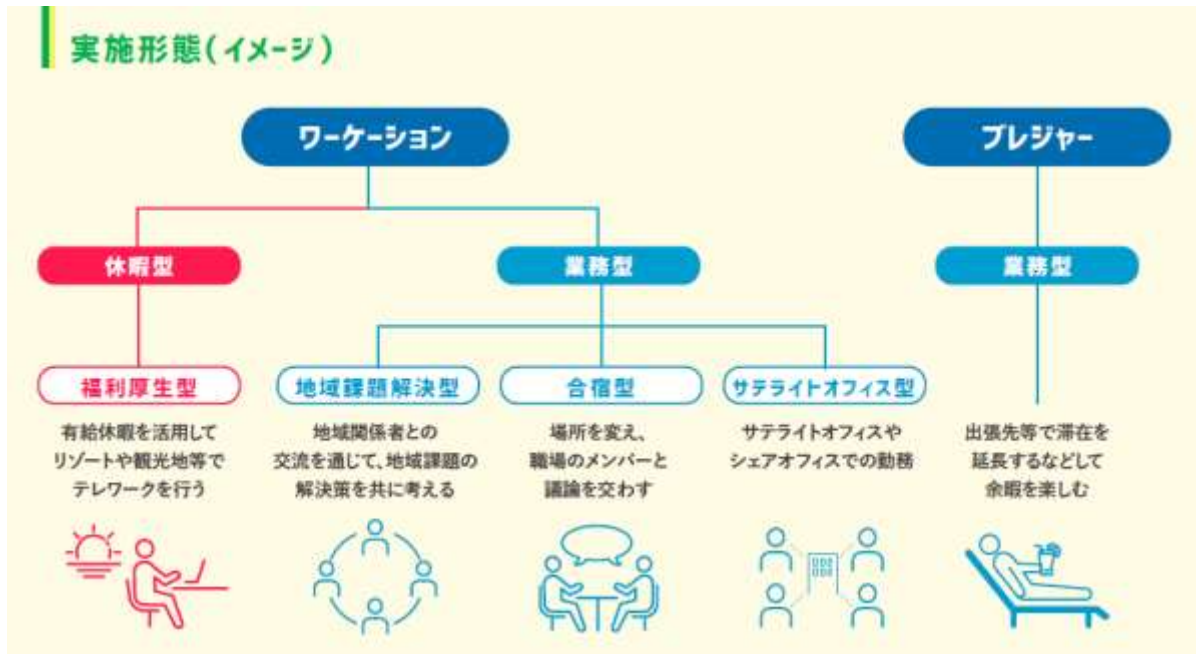 実施形態(イメージ)
ワーケーション
ブレジャー
休暇型
業務型
業務型
福利厚生型
有給休暇を活用して
リゾートや観光地等で
テレワークを行う
地域課題解決型
地域関係者との
交流を通じて、地域課題の
解決策を共に考える
合宿型
場所を変え、
職場のメンバーと
議論を交わす
サテライトオフィス型
サテライトオフィスや
シェアオフィスでの勤務
出張先等で滞在を
延長するなどして
余暇を楽しむ